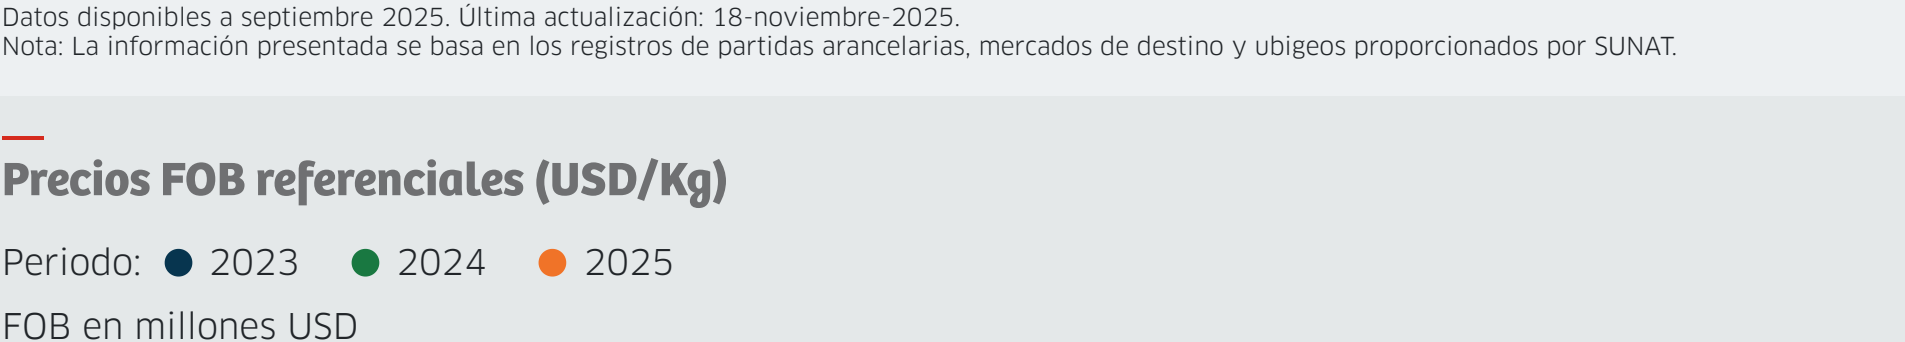 Datos disponibles a septiembre 2025. Última actualización: 18-noviembre-2025.
Nota: La información presentada se basa en los registros de partidas arancelarias, mercados de destino y ubigeos proporcionados por SUNAT.
Precios FOB referenciales (USD/Kg)
Periodo: 2023 2024 2025
FOB en millones USD